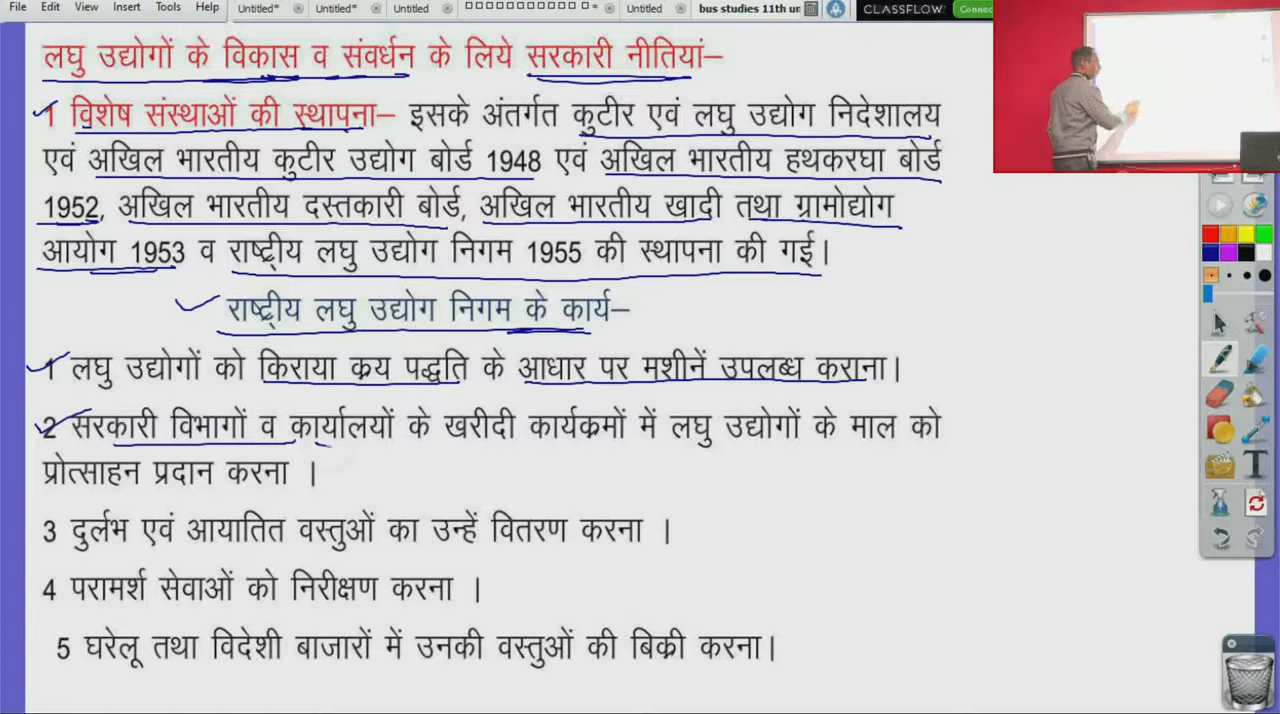 File Edit View Insert Tools Help Untitled* Untitled* Untitled □□□□□□□□□□ □* Untitled bus studies 11th un CLASSFLOW Connec
लघु उद्योगों के विकास व संवर्धन के लिये सरकारी नीतियां–
1 विशेष संस्थाओं की स्थापना– इसके अंतर्गत कुटीर एवं लघु उद्योग निदेशालय
एवं अखिल भारतीय कुटीर उद्योग बोर्ड 1948 एवं अखिल भारतीय हथकरघा बोर्ड
1952, अखिल भारतीय दस्तकारी बोर्ड, अखिल भारतीय खादी तथा ग्रामोद्योग
आयोग 1953 व राष्ट्रीय लघु उद्योग निगम 1955 की स्थापना की गई।
राष्ट्रीय लघु उद्योग निगम के कार्य–
1 लघु उद्योगों को किराया क्रय पद्धति के आधार पर मशीनें उपलब्ध कराना।
2 सरकारी विभागों व कार्यालयों के खरीदी कार्यक्रमों में लघु उद्योगों के माल को
प्रोत्साहन प्रदान करना ।
3 दुर्लभ एवं आयातित वस्तुओं का उन्हें वितरण करना ।
4 परामर्श सेवाओं को निरीक्षण करना ।
5 घरेलू तथा विदेशी बाजारों में उनकी वस्तुओं की बिक्री करना।